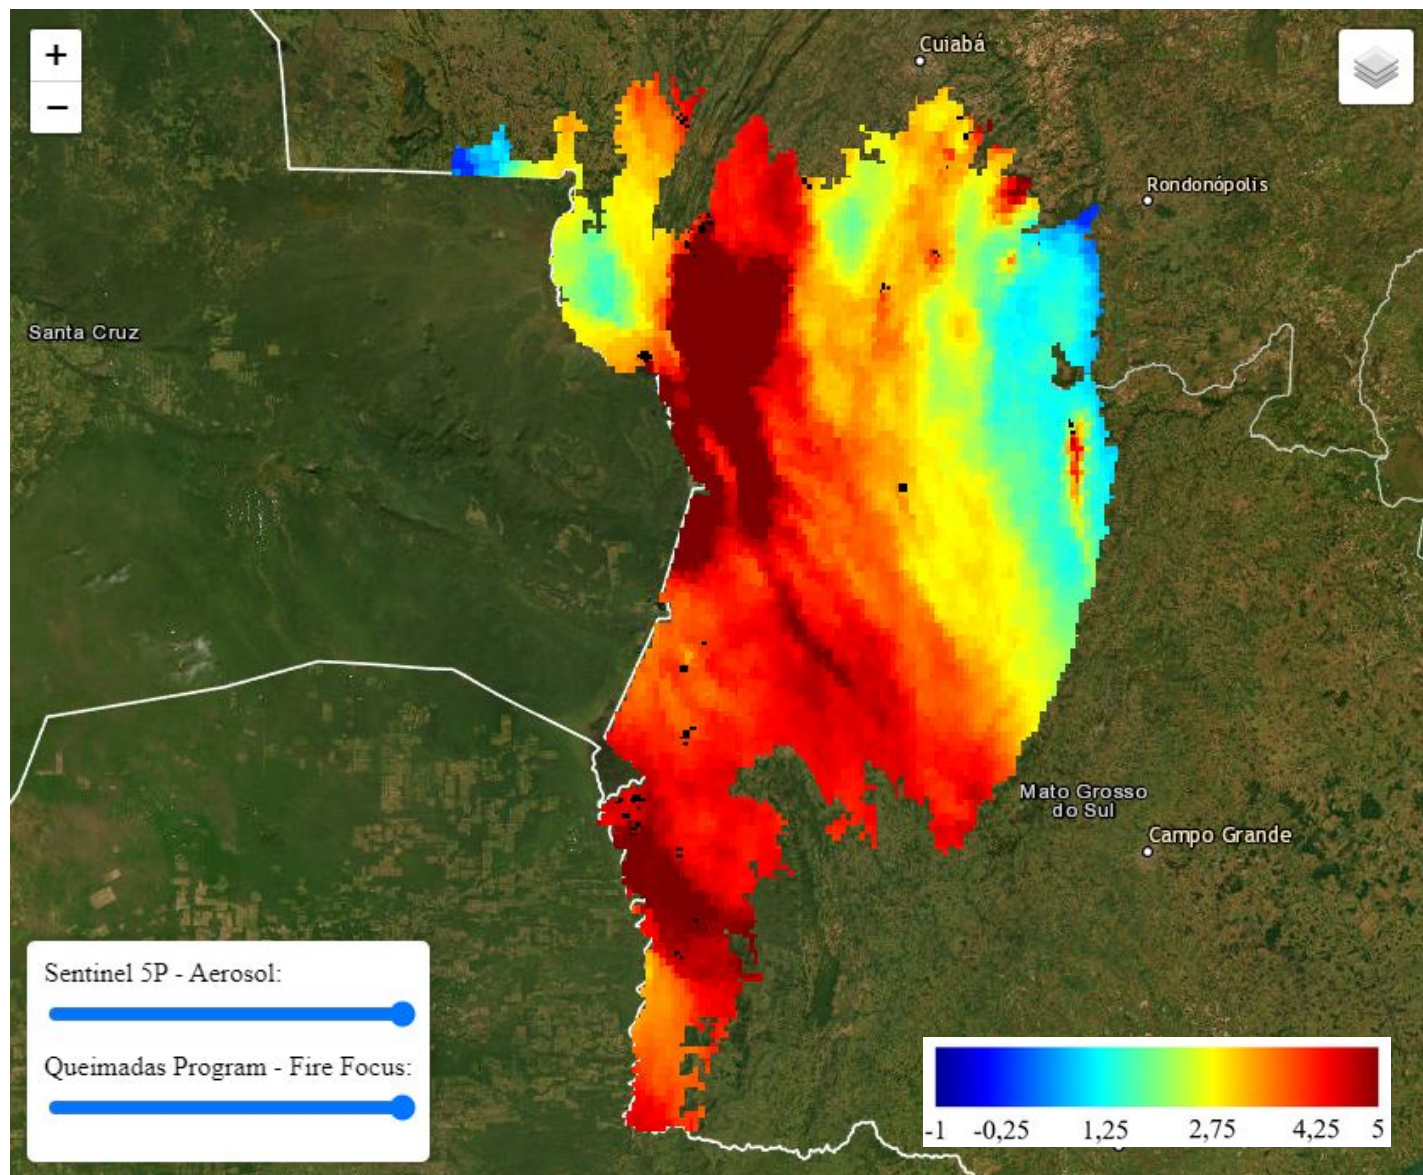 +
−
Cuiabá
Rondonópolis
Santa Cruz
Mato Grosso
do Sul
Campo Grande
Sentinel 5P - Aerosol:
Queimadas Program - Fire Focus:
-1 -0,25 1,25 2,75 4,25 5